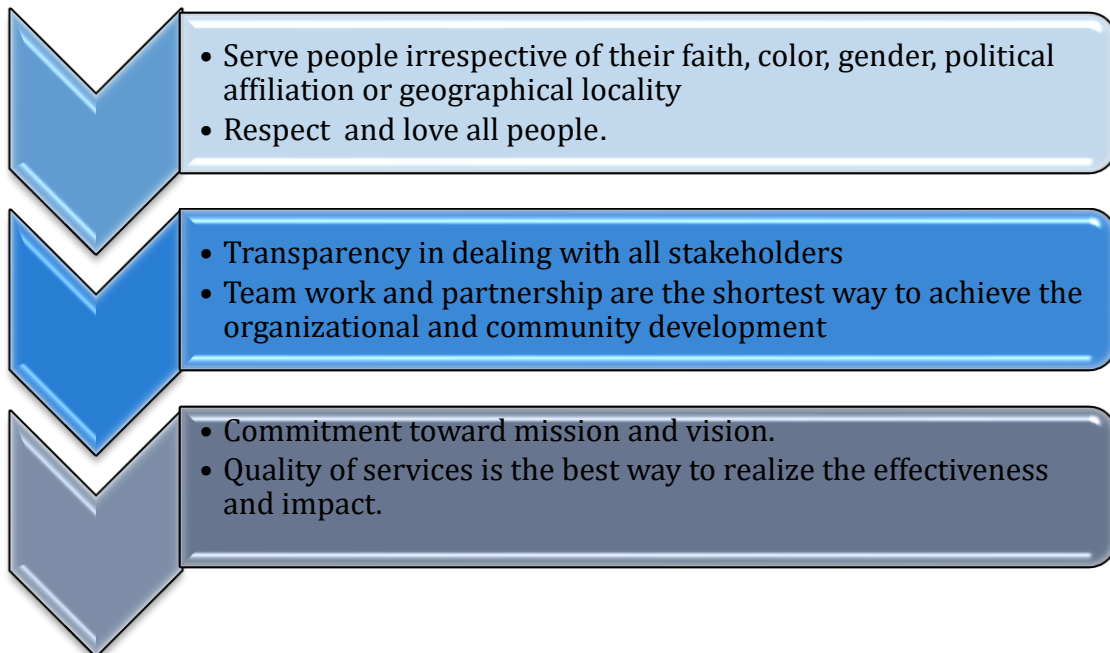 • Serve people irrespective of their faith, color, gender, political
affiliation or geographical locality
• Respect and love all people.
• Transparency in dealing with all stakeholders
• Team work and partnership are the shortest way to achieve the
organizational and community development
• Commitment toward mission and vision.
• Quality of services is the best way to realize the effectiveness
and impact.